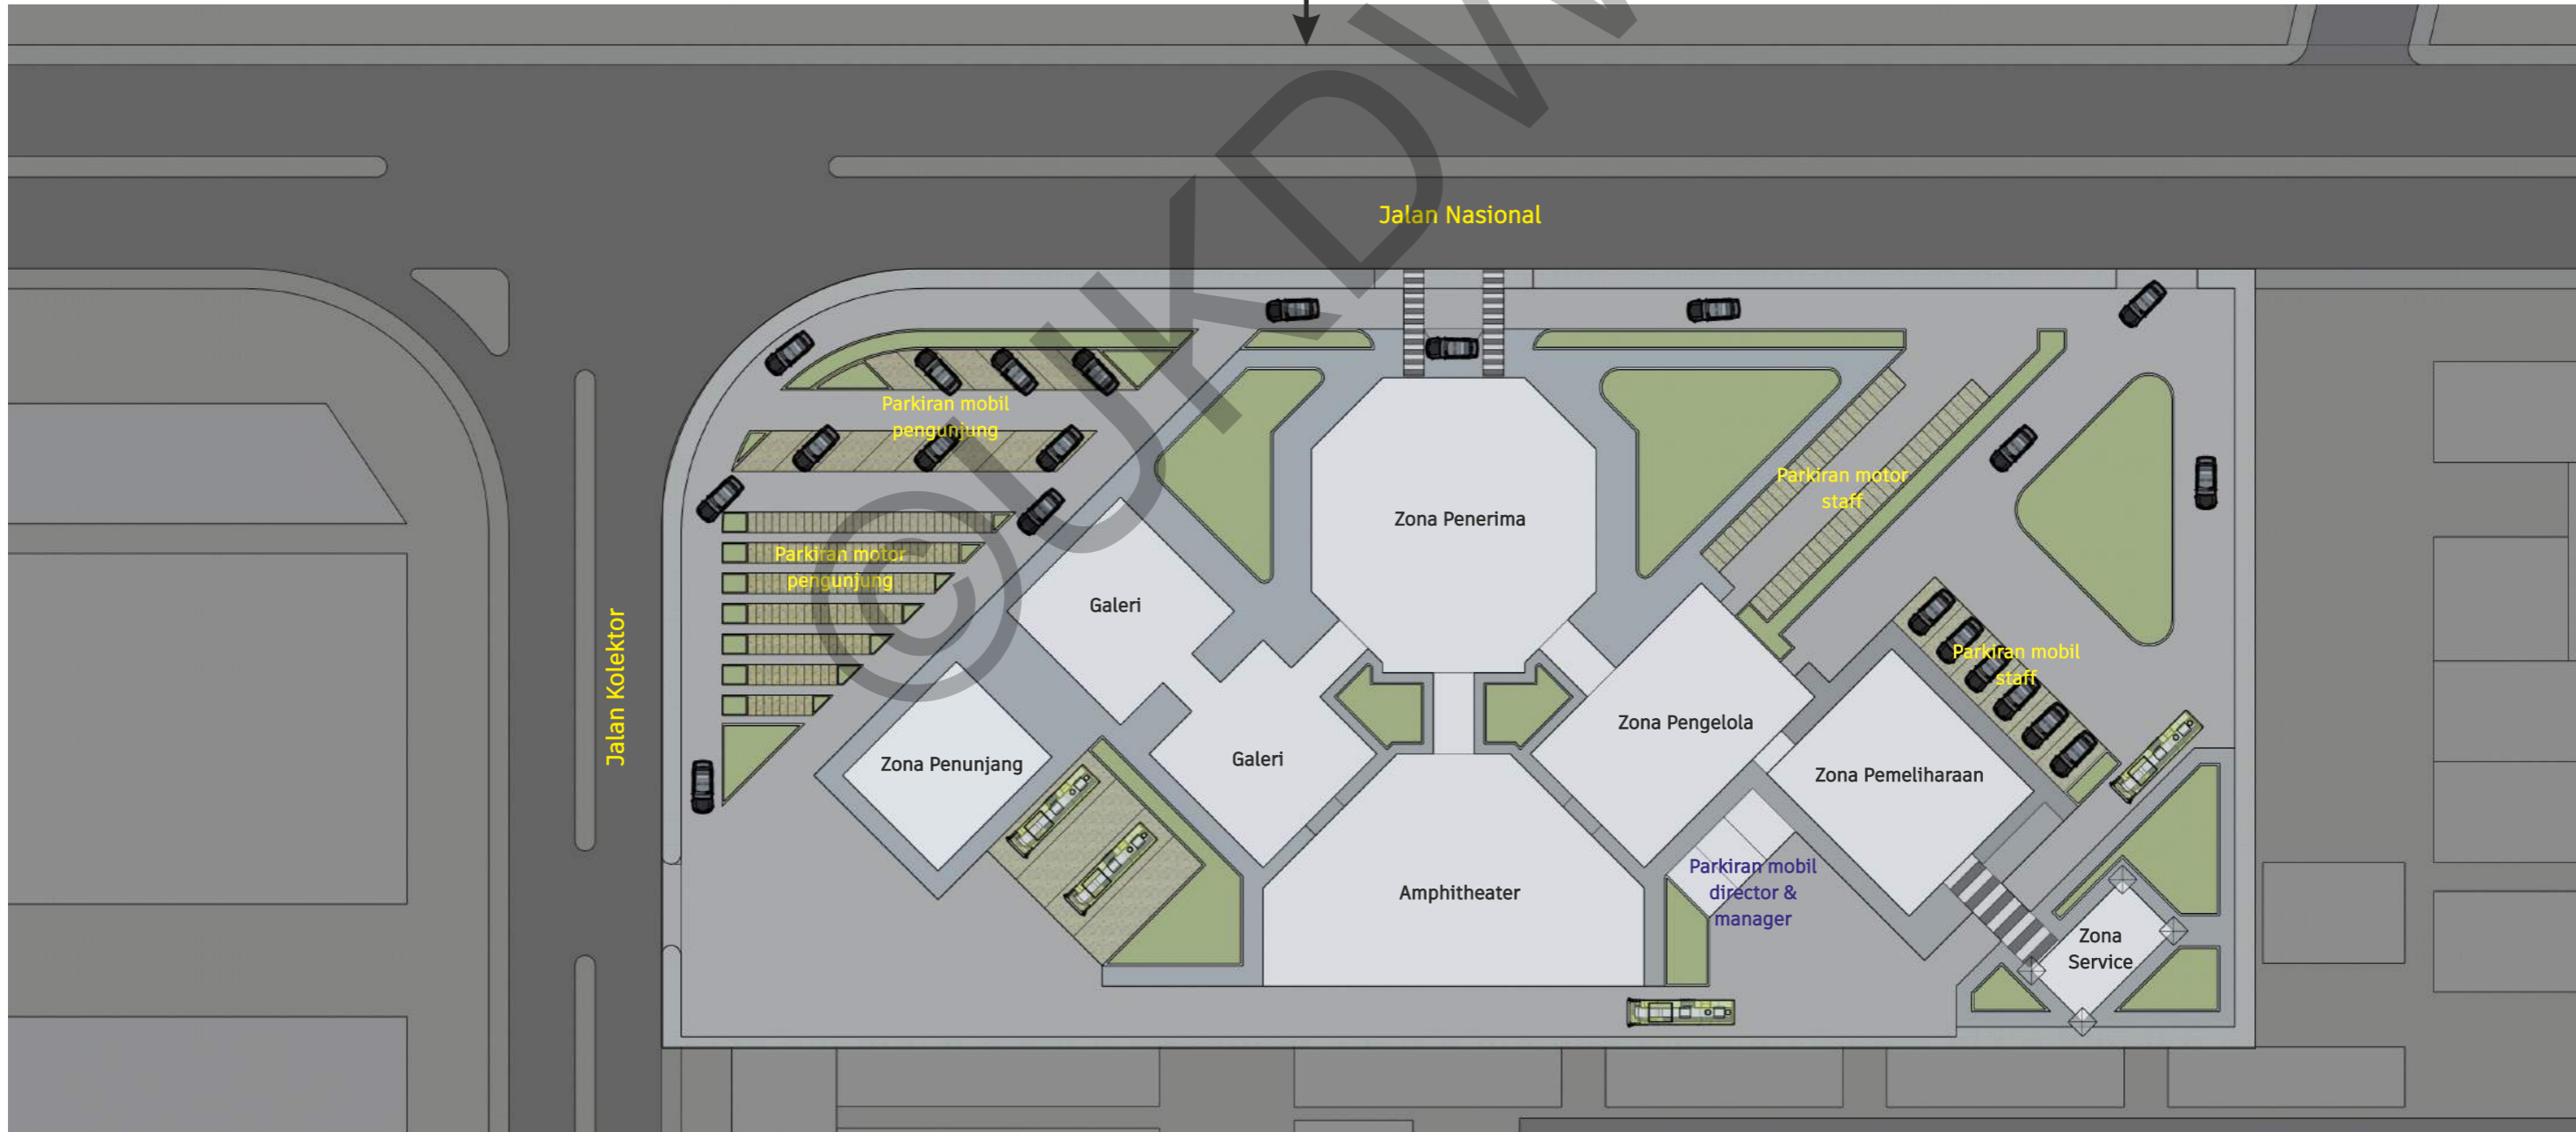 ©UKDW
Jalan Nasional
Parkiran mobil
pengunjung
Parkiran motor
staff
Zona Penerima
Parkiran motor
pengunjung
Galeri
Jalan Kolektor
Parkiran mobil
staff
Zona Pengelola
Galeri
Zona Penunjang
Zona Pemeliharaan
Parkiran mobil
director &
manager
Amphitheater
Zona
Service